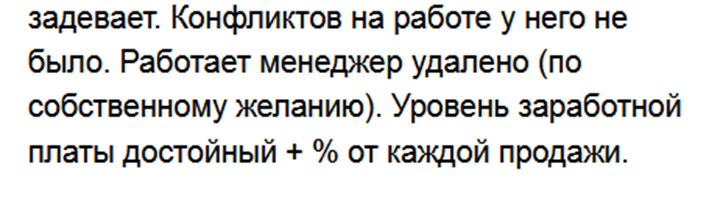 задевает. Конфликтов на работе у него не
было. Работает менеджер удалено (по
собственному желанию). Уровень заработной
платы достойный + % от каждой продажи.